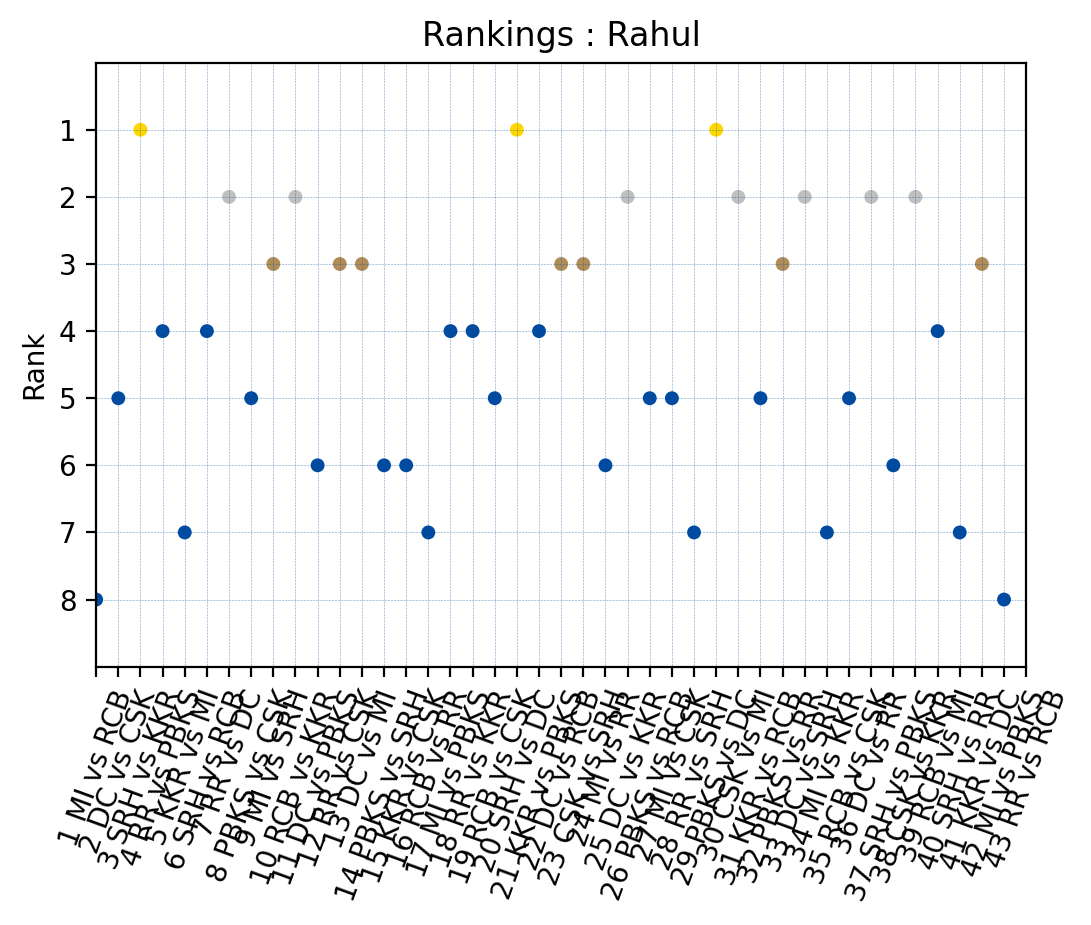 Rankings : Rahul
Rank
1
2
3
4
5
6
7
8
1 MI vs RCB
2 DC vs CSK
3 SRH vs KKR
4 RR vs PBKS
5 KKR vs MI
6 SRH vs RCB
7 RR vs DC
8 PBKS vs CSK
9 MI vs SRH
10 RCB vs KKR
11 DC vs PBKS
12 RR vs CSK
13 DC vs MI
14 PBKS vs SRH
15 KKR vs CSK
16 RCB vs RR
17 MI vs PBKS
18 RR vs KKR
19 RCB vs CSK
20 SRH vs DC
21 KKR vs PBKS
22 DC vs RCB
23 CSK vs SRH
24 MI vs RR
25 DC vs KKR
26 PBKS vs RCB
27 MI vs CSK
28 RR vs SRH
29 PBKS vs DC
30 CSK vs MI
31 KKR vs RCB
32 PBKS vs RR
33 DC vs SRH
34 MI vs KKR
35 RCB vs CSK
36 DC vs RR
37 SRH vs PBKS
38 CSK vs KKR
39 RCB vs MI
40 SRH vs RR
41 KKR vs DC
42 MI vs PBKS
43 RR vs RCB